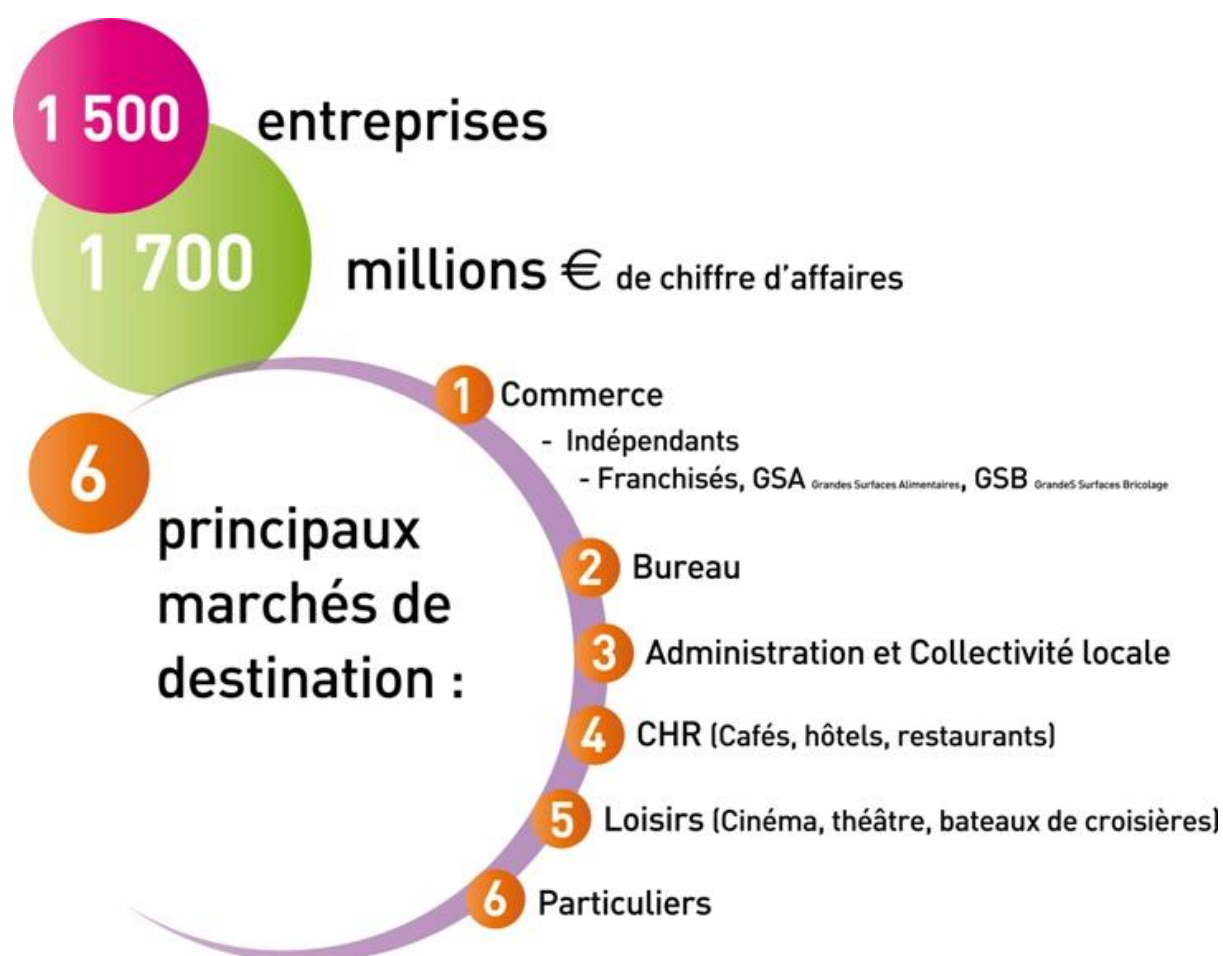 1 500 entreprises
1 700 millions € de chiffre d'affaires
6
principaux
marchés de
destination :
1 Commerce
- Indépendants
- Franchisés, GSA Grandes Surfaces Alimentaires, GSB GrandeS Surfaces Bricolage
2 Bureau
3 Administration et Collectivité locale
4 CHR (Cafés, hôtels, restaurants)
5 Loisirs (Cinéma, théâtre, bateaux de croisières)
6 Particuliers